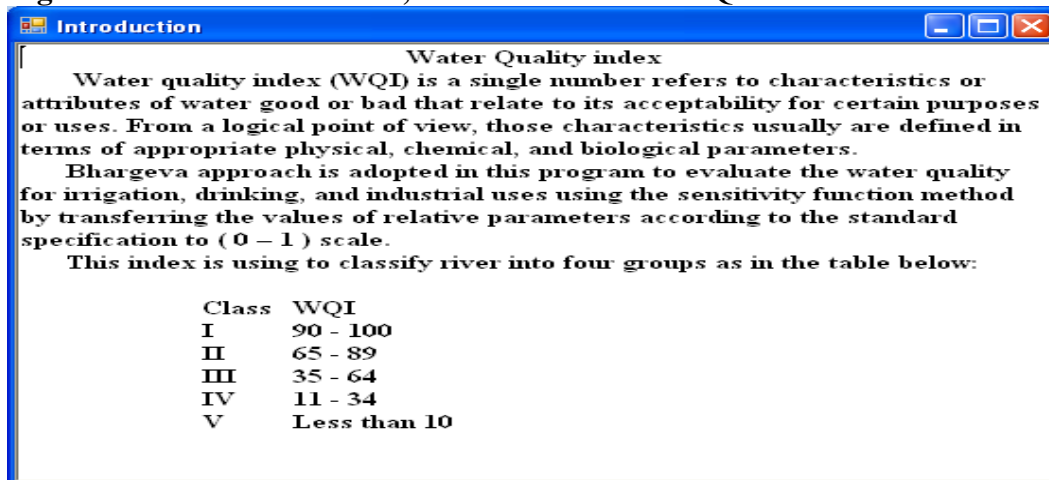 Introduction
Water Quality index
Water quality index (WQI) is a single number refers to characteristics or
attributes of water good or bad that relate to its acceptability for certain purposes
or uses. From a logical point of view, those characteristics usually are defined in
terms of appropriate physical, chemical, and biological parameters.
Bhargeva approach is adopted in this program to evaluate the water quality
for irrigation, drinking, and industrial uses using the sensitivity function method
by transferring the values of relative parameters according to the standard
specification to ( 0 – 1 ) scale.
This index is using to classify river into four groups as in the table below:
Class WQI
I 90 - 100
II 65 - 89
III 35 - 64
IV 11 - 34
V Less than 10